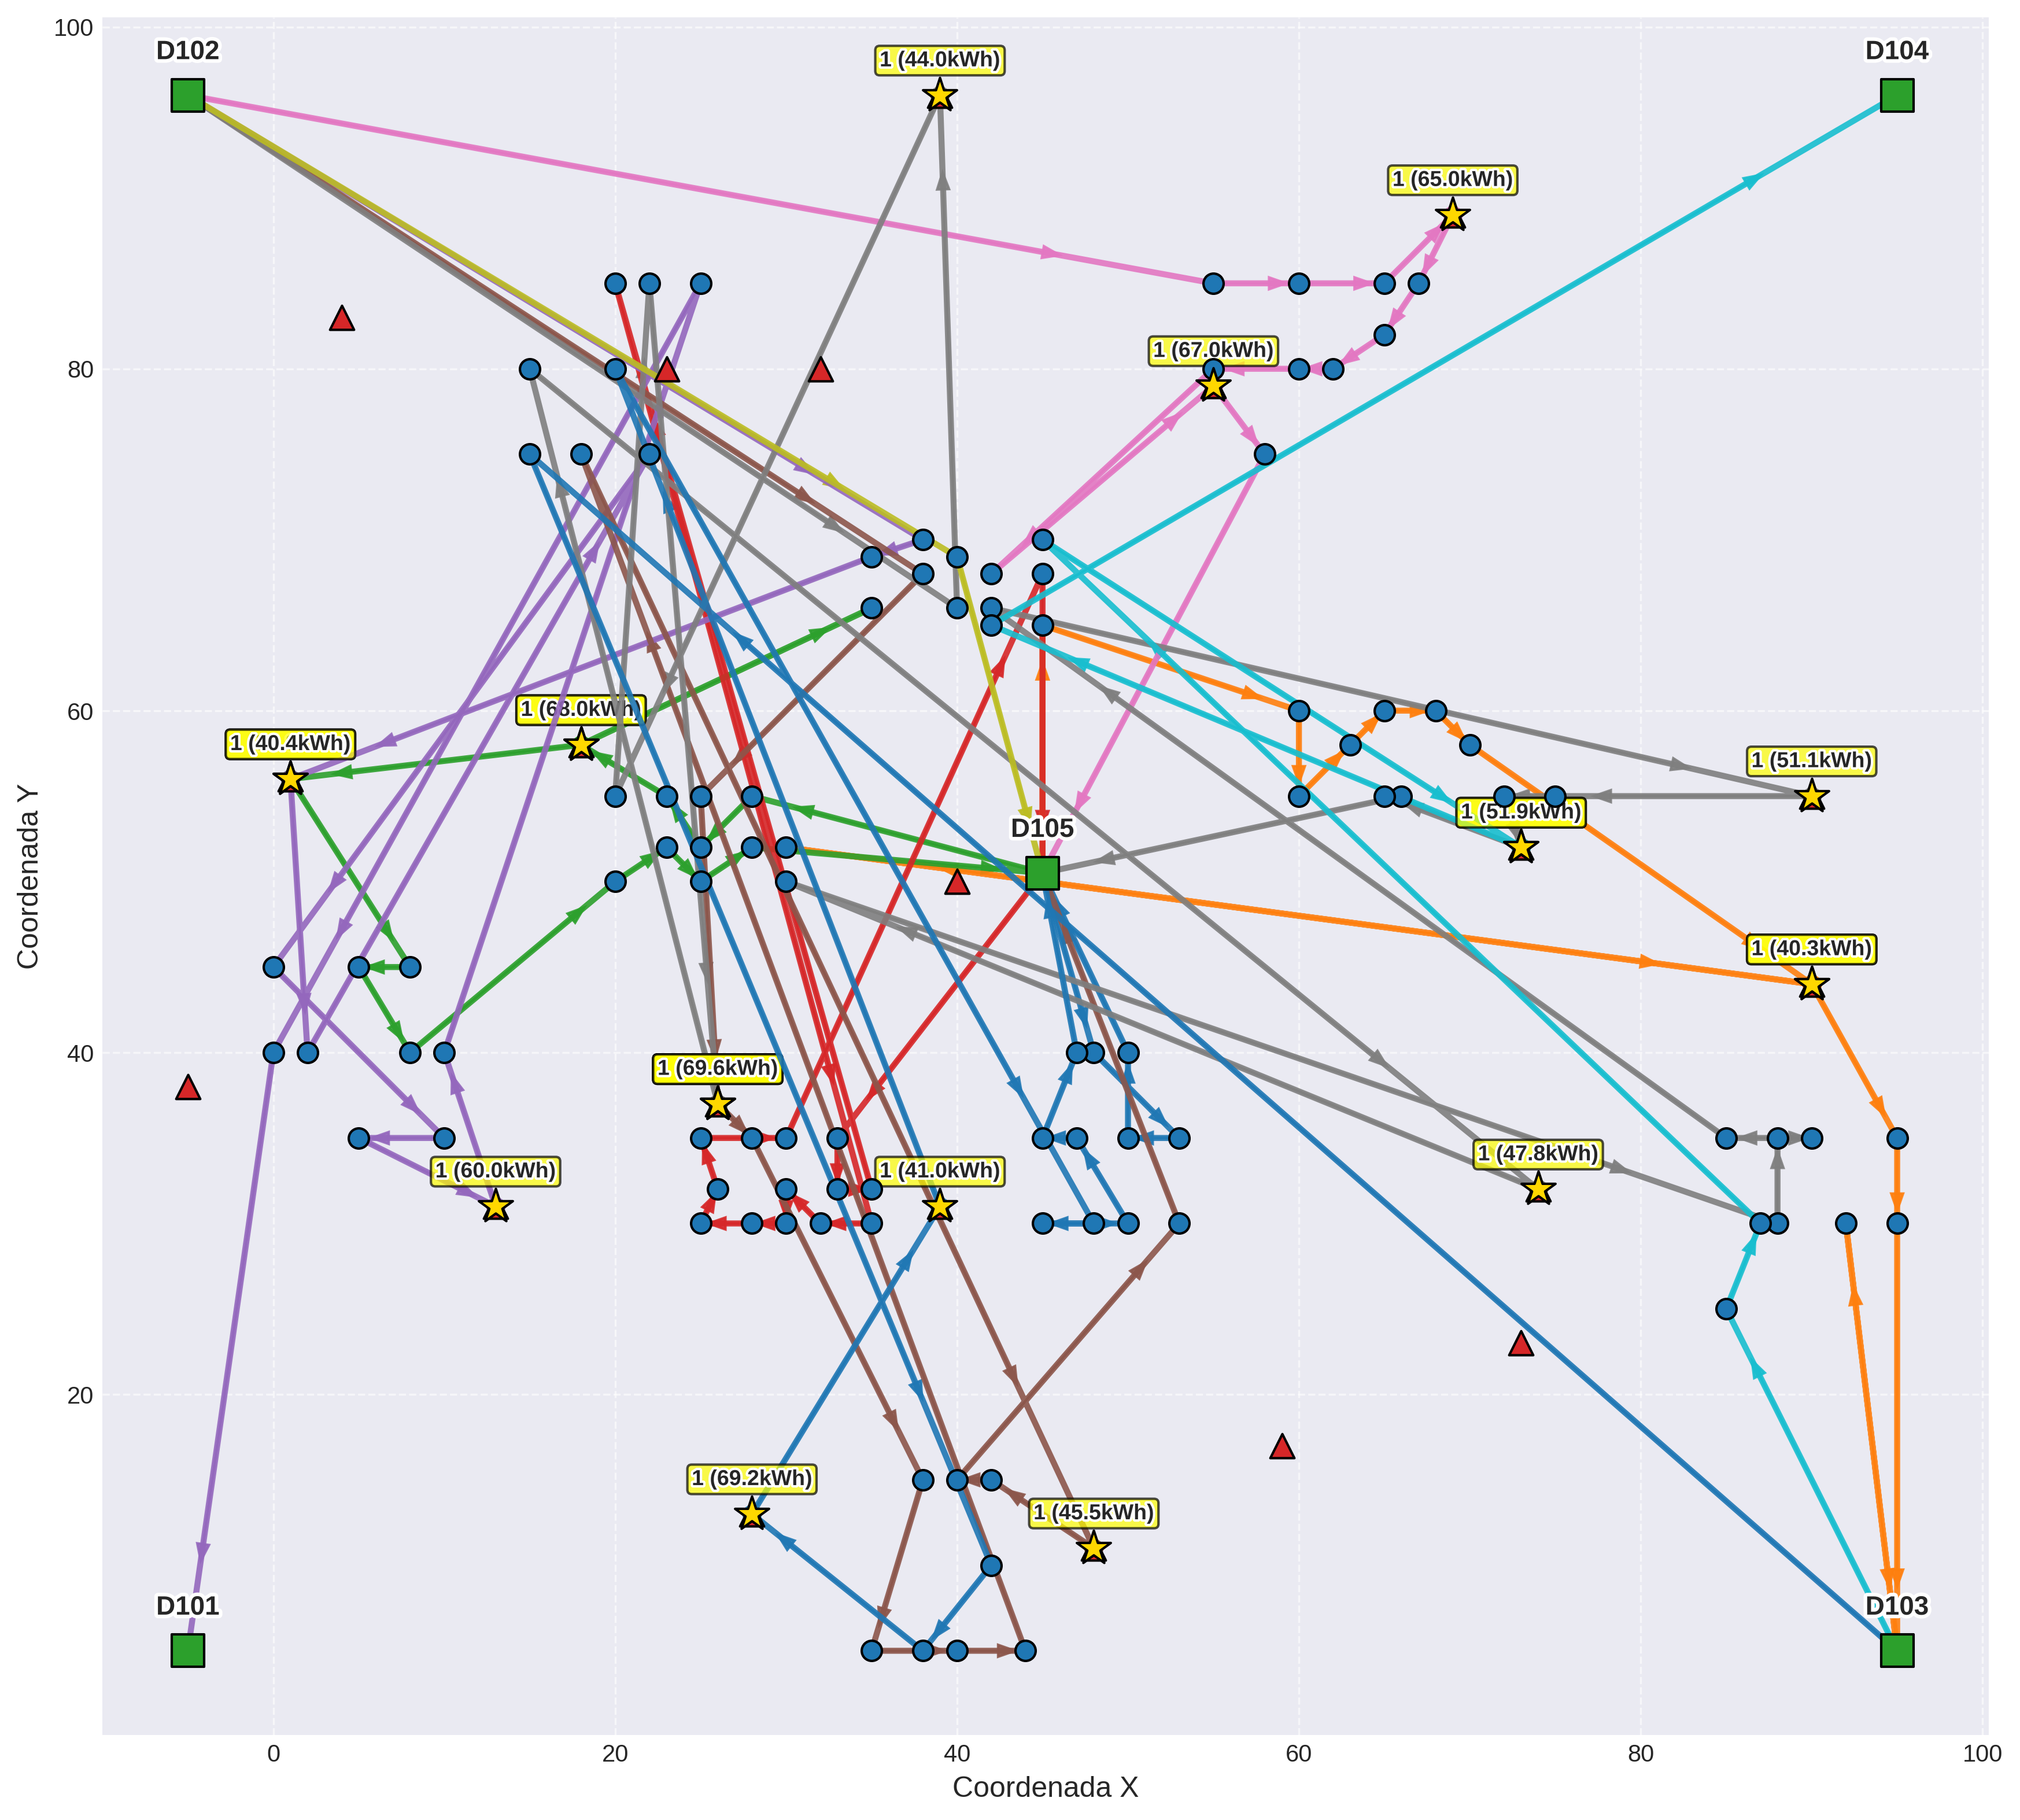 100
D102
1 (44.0kWh)
D104
1 (65.0kWh)
80
1 (67.0kWh)
60
1 (68.0kWh)
1 (40.4kWh)
1 (51.1kWh)
1 (51.9kWh)
D105
1 (40.3kWh)
Coordenada Y
40
1 (69.6kWh)
1 (60.0kWh)
1 (41.0kWh)
1 (47.8kWh)
20
1 (69.2kWh)
1 (45.5kWh)
D101
D103
0
20
40
60
80
100
Coordenada X